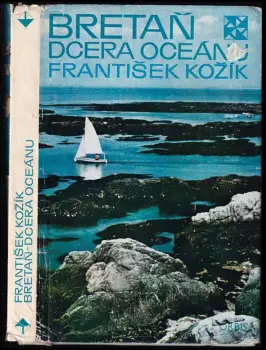 BRETAŇ
DCERA OCEÁNU
FRANTIŠEK KOŽÍK
FRANTIŠEK KOŽÍK
BRETAŇ-DCERA OCEÁNU
ORBIS